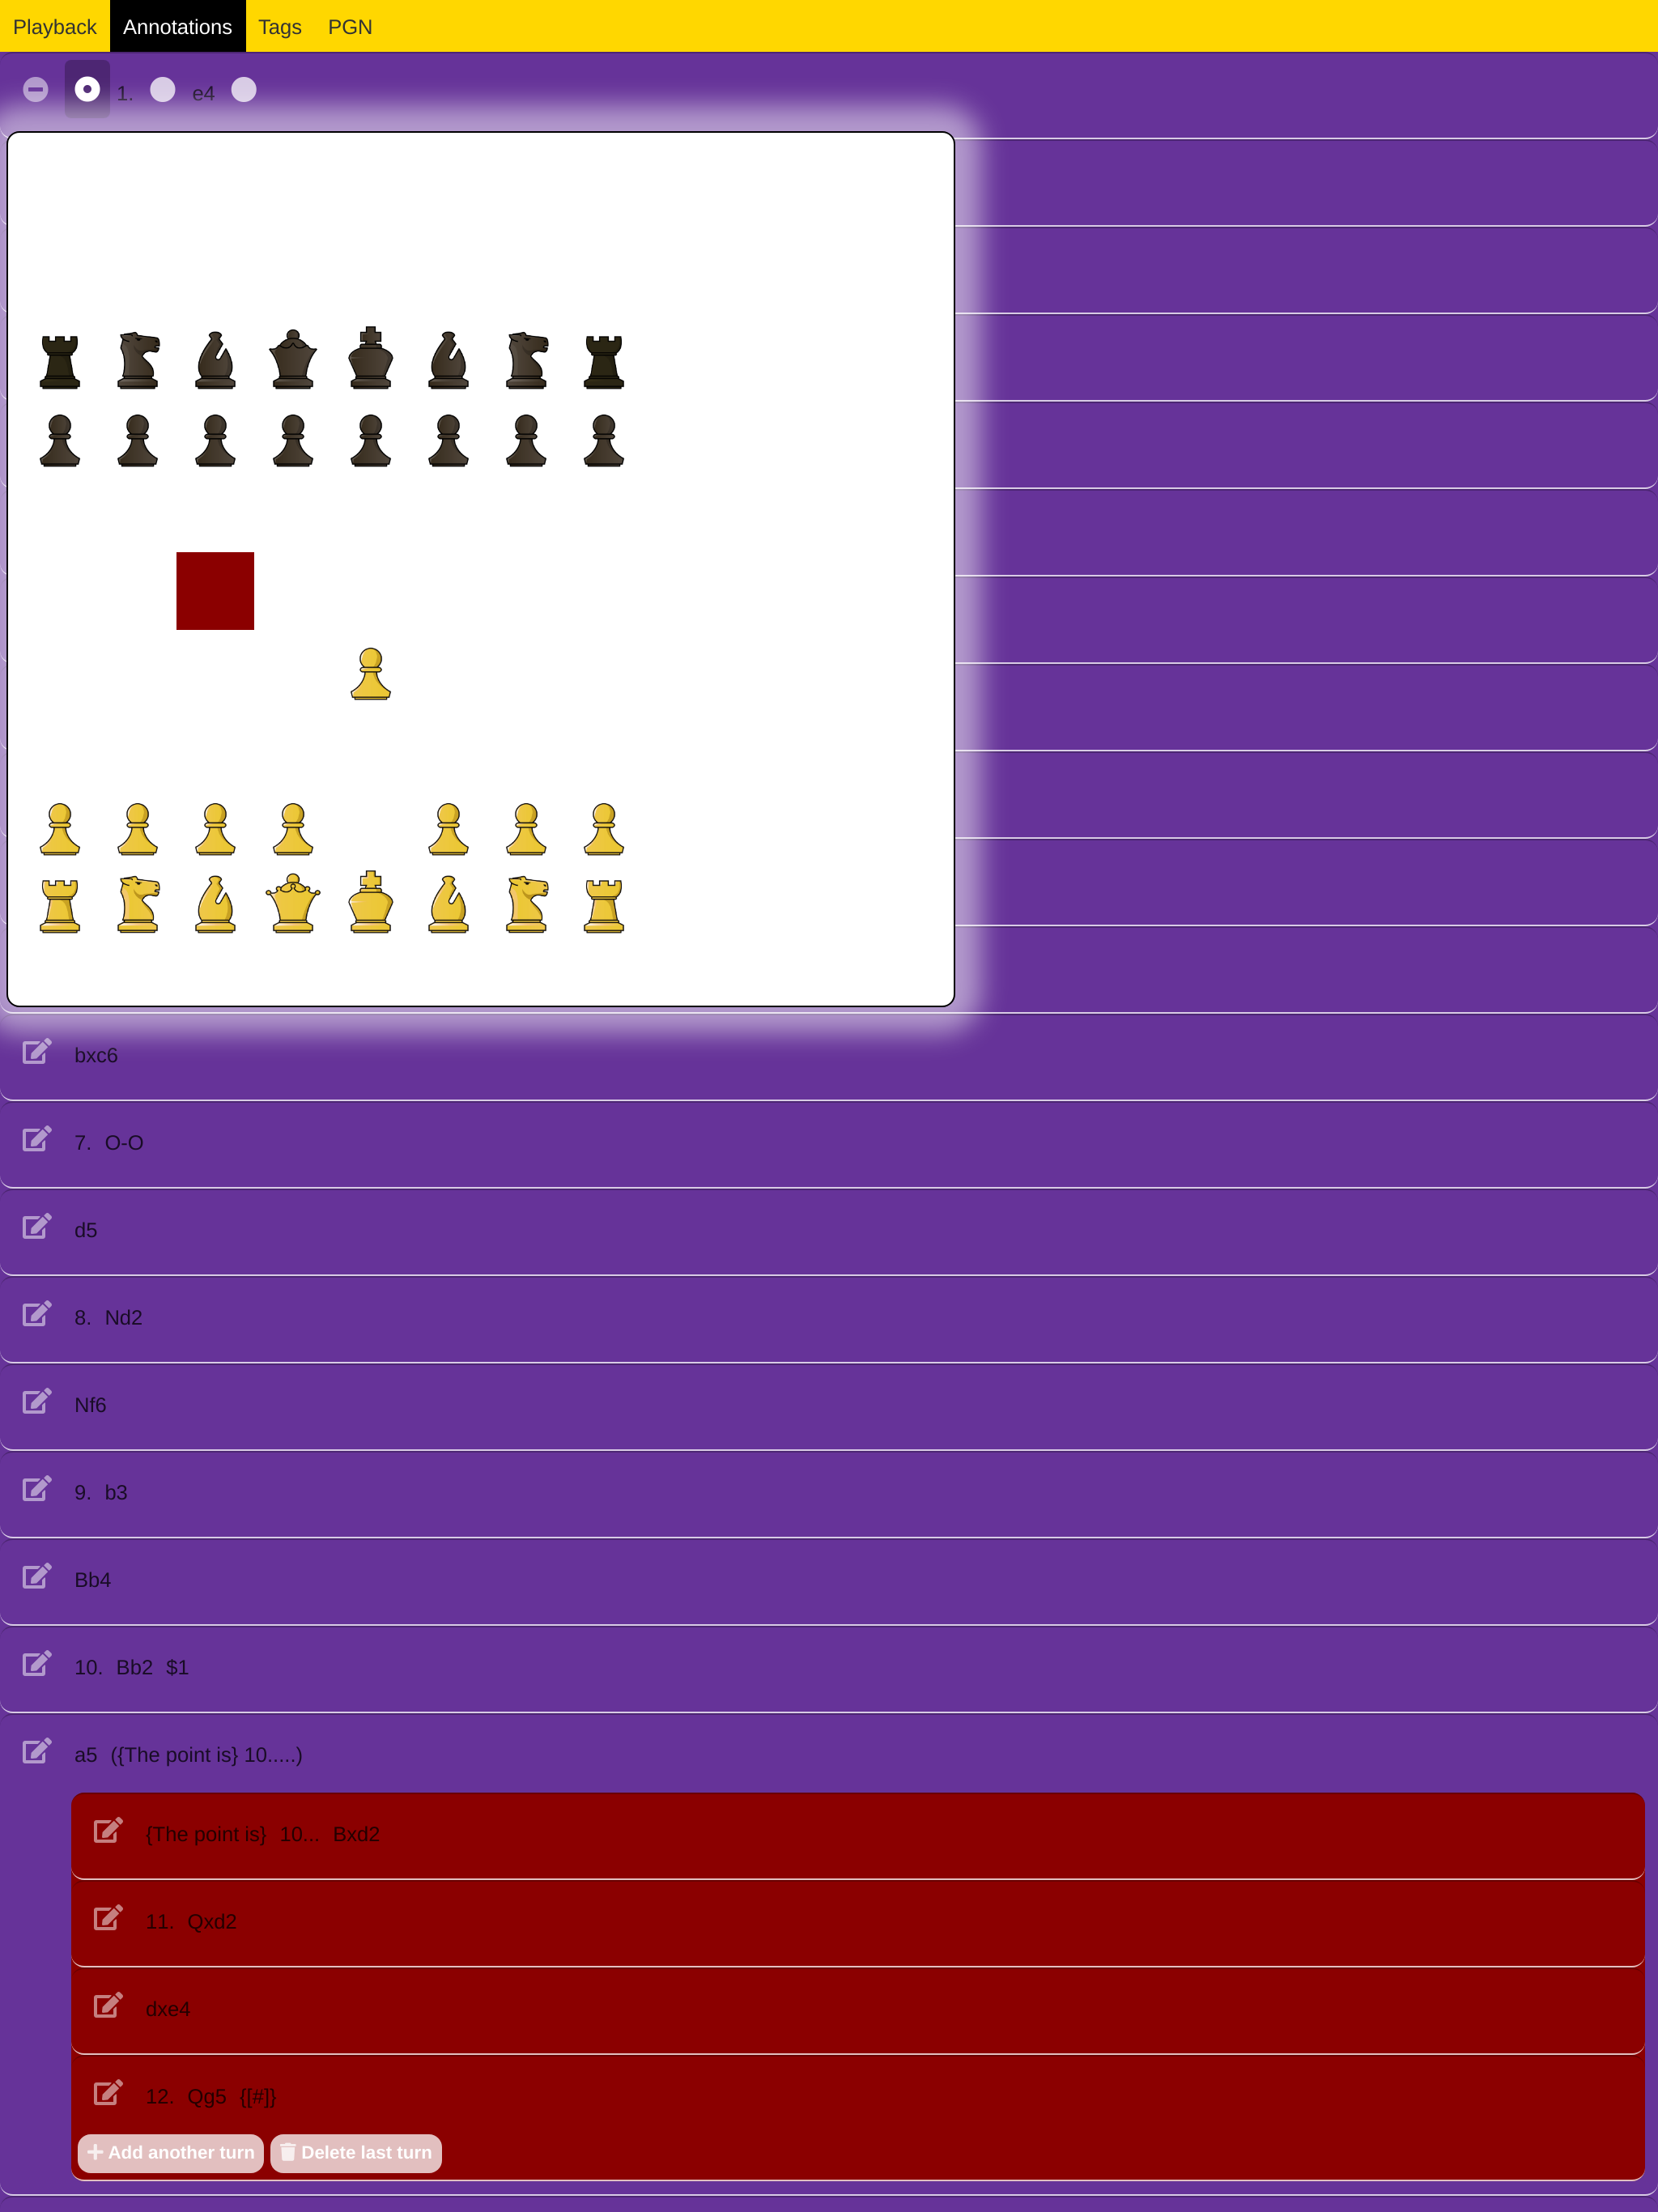 Playback Annotations Tags PGN
1. e4
bxc6
7. O-O
d5
8. Nd2
Nf6
9. b3
Bb4
10. Bb2 $1
a5 ({The point is} 10.....)
{The point is} 10... Bxd2
11. Qxd2
dxe4
12. Qg5 {[#]}
Add another turn Delete last turn